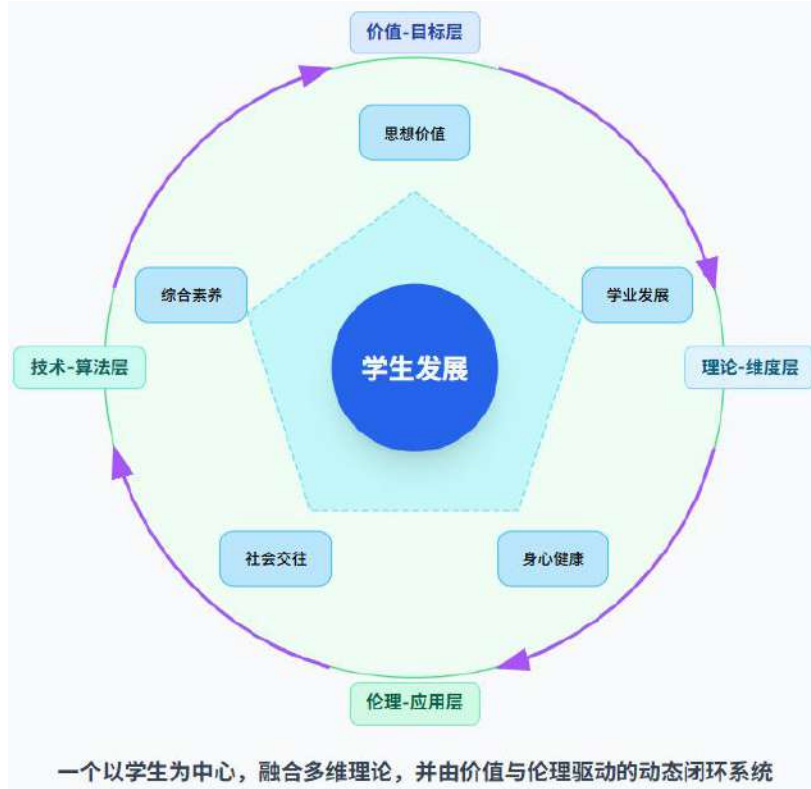 价值-目标层
思想价值
综合素养
学业发展
学生发展
技术-算法层
理论-维度层
社会交往
身心健康
伦理-应用层
一个以学生为中心，融合多维理论，并由价值与伦理驱动的动态闭环系统